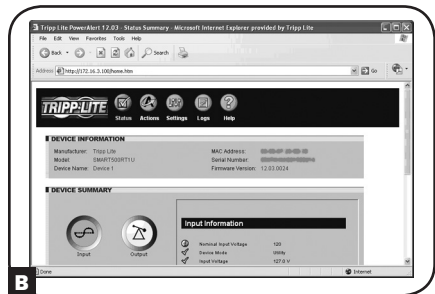 Tripp Lite PowerAlert 12.03 - Status Summary - Microsoft Internet Explorer provided by Tripp Lite
File Edit View Favorites Tools Help
Back Search
Address http://172.16.3.100/home.htm Go
TRIPP·LITE
Status Actions Settings Logs Help
DEVICE INFORMATION
Manufacturer: Tripp Lite MAC Address:
Model: SMART500RT1U Serial Number:
Device Name: Device 1 Firmware Version: 12.03.0034
DEVICE SUMMARY
Input Information
Nominal Input Voltage 120
Device Mode Utility
Input Voltage 127.0 V
Input Output
Done Internet
B